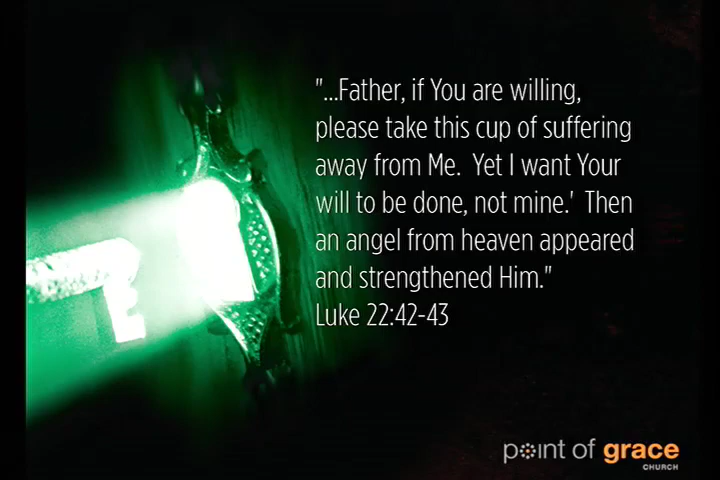 "...Father, if You are willing,
please take this cup of suffering
away from Me.  Yet I want Your
will to be done, not mine.'  Then
an angel from heaven appeared
and strengthened Him."
Luke 22:42-43
point of grace
CHURCH